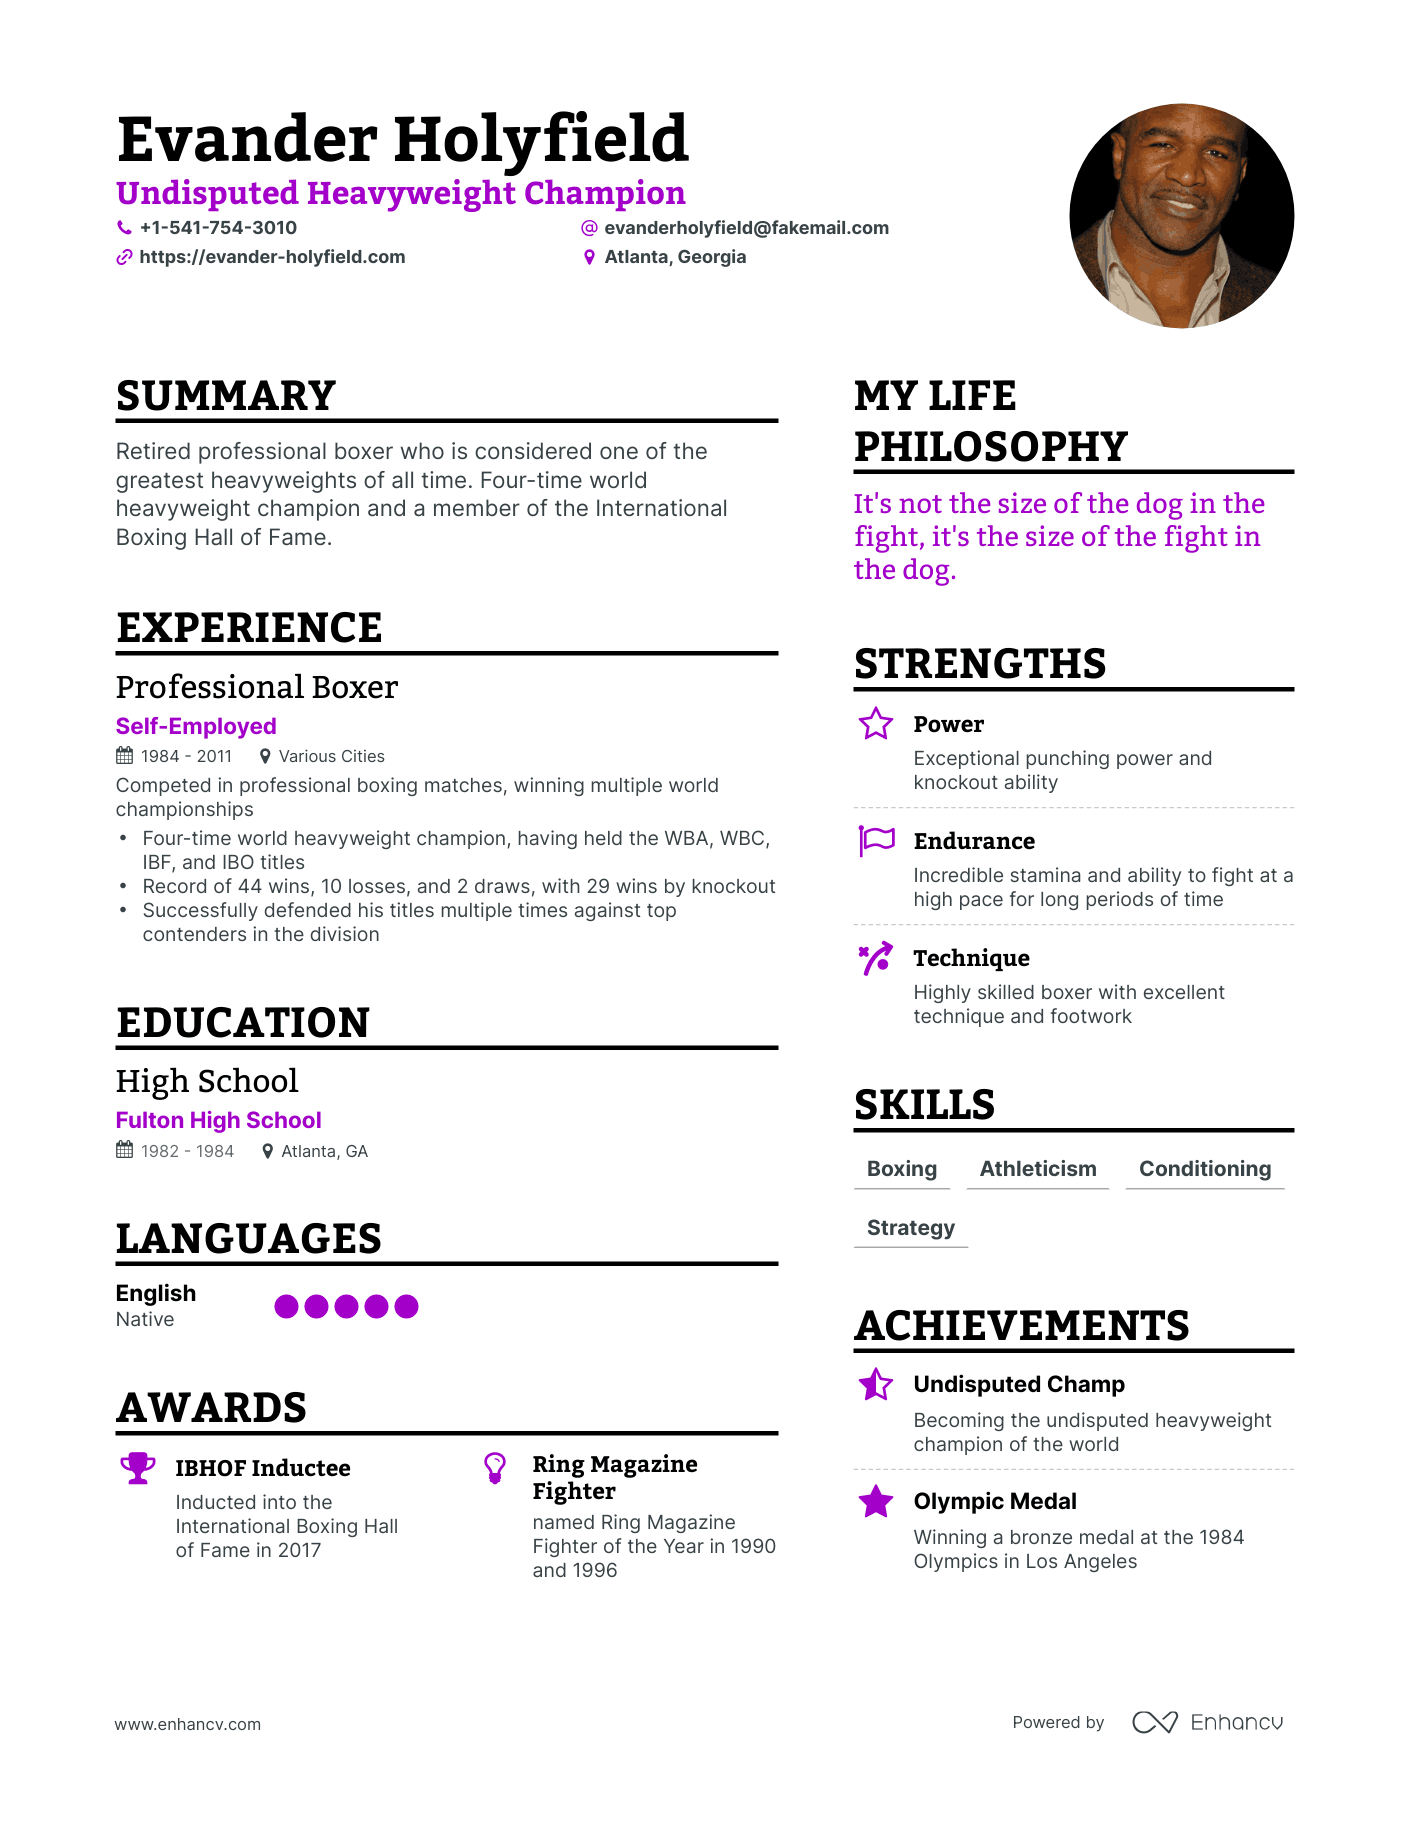 Evander Holyfield
Undisputed Heavyweight Champion
+1-541-754-3010
evanderholyfield@fakemail.com
https://evander-holyfield.com
Atlanta, Georgia
SUMMARY
Retired professional boxer who is considered one of the
greatest heavyweights of all time. Four-time world
heavyweight champion and a member of the International
Boxing Hall of Fame.
EXPERIENCE
Professional Boxer
Self-Employed
1984 - 2011
Various Cities
Competed in professional boxing matches, winning multiple world
championships
• Four-time world heavyweight champion, having held the WBA, WBC,
IBF, and IBO titles
• Record of 44 wins, 10 losses, and 2 draws, with 29 wins by knockout
• Successfully defended his titles multiple times against top
contenders in the division
EDUCATION
High School
Fulton High School
1982 - 1984
Atlanta, GA
LANGUAGES
English
Native
AWARDS
IBHOF Inductee
Inducted into the
International Boxing Hall
of Fame in 2017
Ring Magazine
Fighter
named Ring Magazine
Fighter of the Year in 1990
and 1996
MY LIFE
PHILOSOPHY
It's not the size of the dog in the
fight, it's the size of the fight in
the dog.
STRENGTHS
Power
Exceptional punching power and
knockout ability
Endurance
Incredible stamina and ability to fight at a
high pace for long periods of time
Technique
Highly skilled boxer with excellent
technique and footwork
SKILLS
Boxing
Athleticism
Conditioning
Strategy
ACHIEVEMENTS
Undisputed Champ
Becoming the undisputed heavyweight
champion of the world
Olympic Medal
Winning a bronze medal at the 1984
Olympics in Los Angeles
www.enhancv.com
Powered by
Enhancv